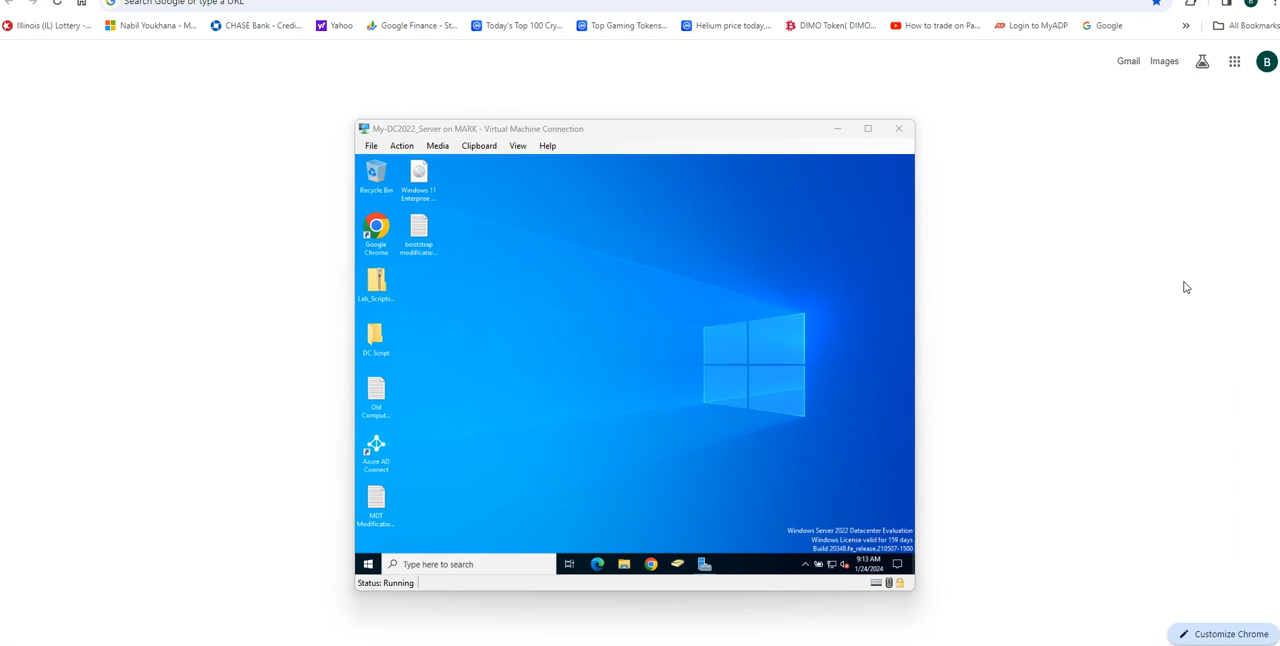 Search Google or type a URL
Illinois (IL) Lottery -... Nabil Youkhana - M... CHASE Bank - Credi... Yahoo Google Finance - St... Today's Top 100 Cry... Top Gaming Tokens... Helium price today,... DIMO Token( DIMO... How to trade on Pa... Login to MyADP Google » All Bookmarks
Gmail Images B
My-DC2022_Server on MARK - Virtual Machine Connection
File Action Media Clipboard View Help
Recycle Bin
Windows 11
Enterprise ...
Google
Chrome
bootstrap
modificatio...
Lab_Scripts...
DC Script
Old
Comput...
Azure AD
Connect
MDT
Modificatio...
Windows Server 2022 Datacenter Evaluation
Windows License valid for 159 days
Build 20348.fe_release.210507-1500
Type here to search
9:13 AM
1/24/2024
Status: Running
Customize Chrome